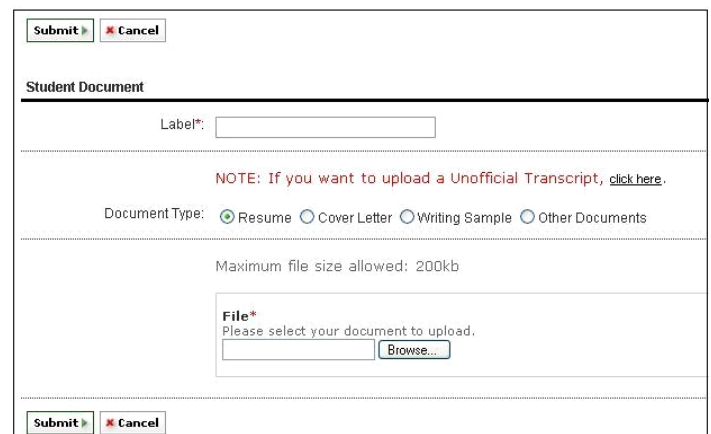 Submit Cancel
Student Document
Label*:
NOTE: If you want to upload a Unofficial Transcript, click here.
Document Type: Resume Cover Letter Writing Sample Other Documents
Maximum file size allowed: 200kb
File*
Please select your document to upload.
Browse...
Submit Cancel